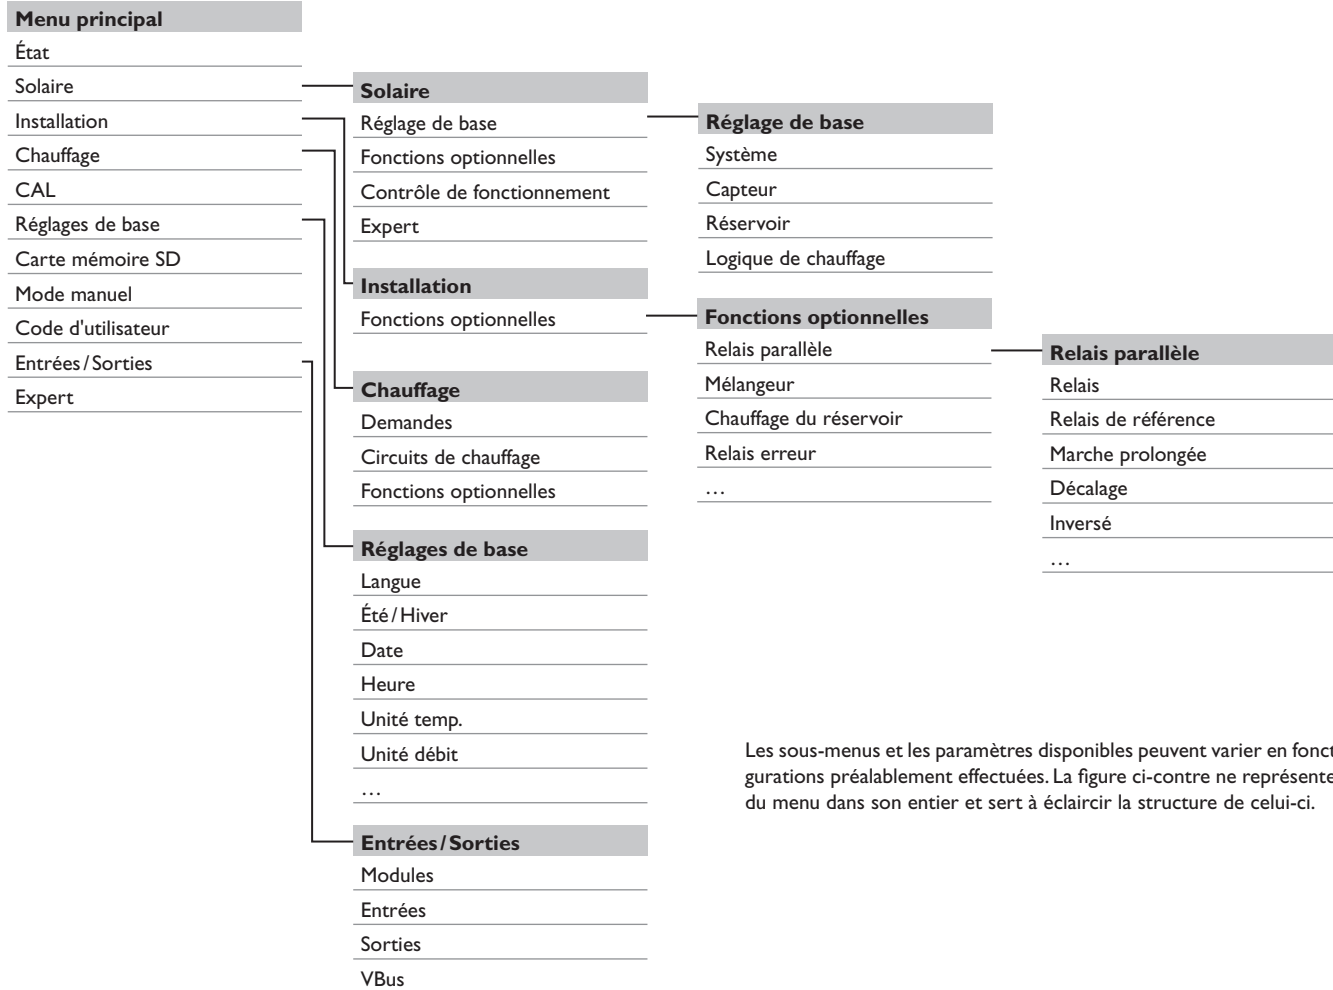 Menu principal
État
Solaire
Installation
Chauffage
CAL
Réglages de base
Carte mémoire SD
Mode manuel
Code d'utilisateur
Entrées / Sorties
Expert
Solaire
Réglage de base
Fonctions optionnelles
Contrôle de fonctionnement
Expert
Installation
Fonctions optionnelles
Chauffage
Demandes
Circuits de chauffage
Fonctions optionnelles
Réglages de base
Langue
Été / Hiver
Date
Heure
Unité temp.
Unité débit
…
Entrées / Sorties
Modules
Entrées
Sorties
VBus
Réglage de base
Système
Capteur
Réservoir
Logique de chauffage
Fonctions optionnelles
Relais parallèle
Mélangeur
Chauffage du réservoir
Relais erreur
…
Relais parallèle
Relais
Relais de référence
Marche prolongée
Décalage
Inversé
…
Les sous-menus et les paramètres disponibles peuvent varier en fonct
gurations préalablement effectuées. La figure ci-contre ne représente
du menu dans son entier et sert à éclaircir la structure de celui-ci.